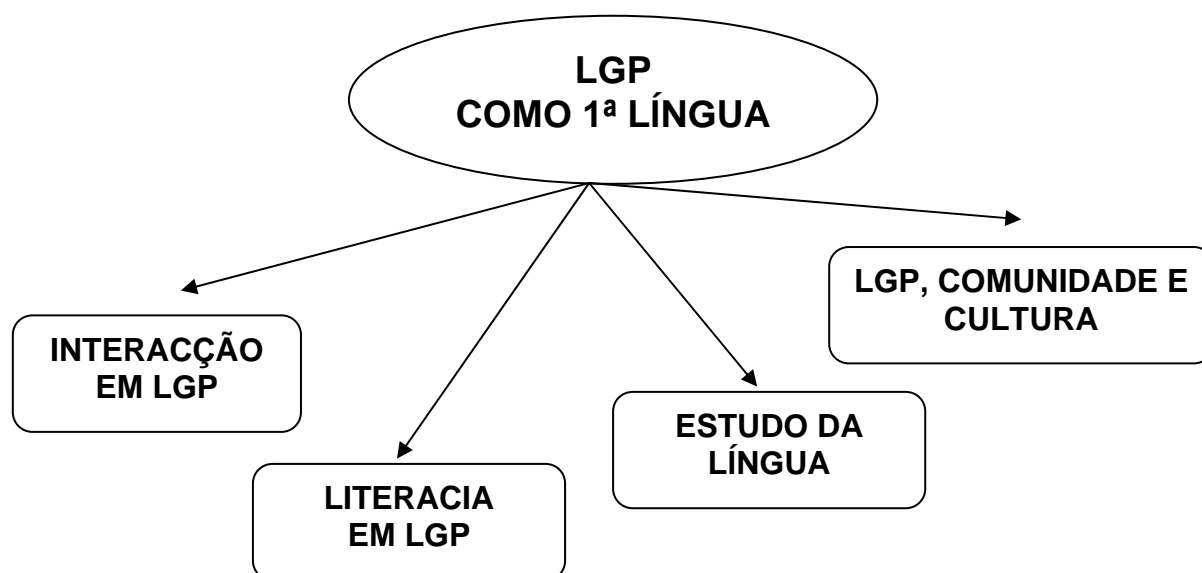 LGP
COMO 1ª LÍNGUA
INTERACÇÃO
EM LGP
LITERACIA
EM LGP
ESTUDO DA
LÍNGUA
LGP, COMUNIDADE E
CULTURA